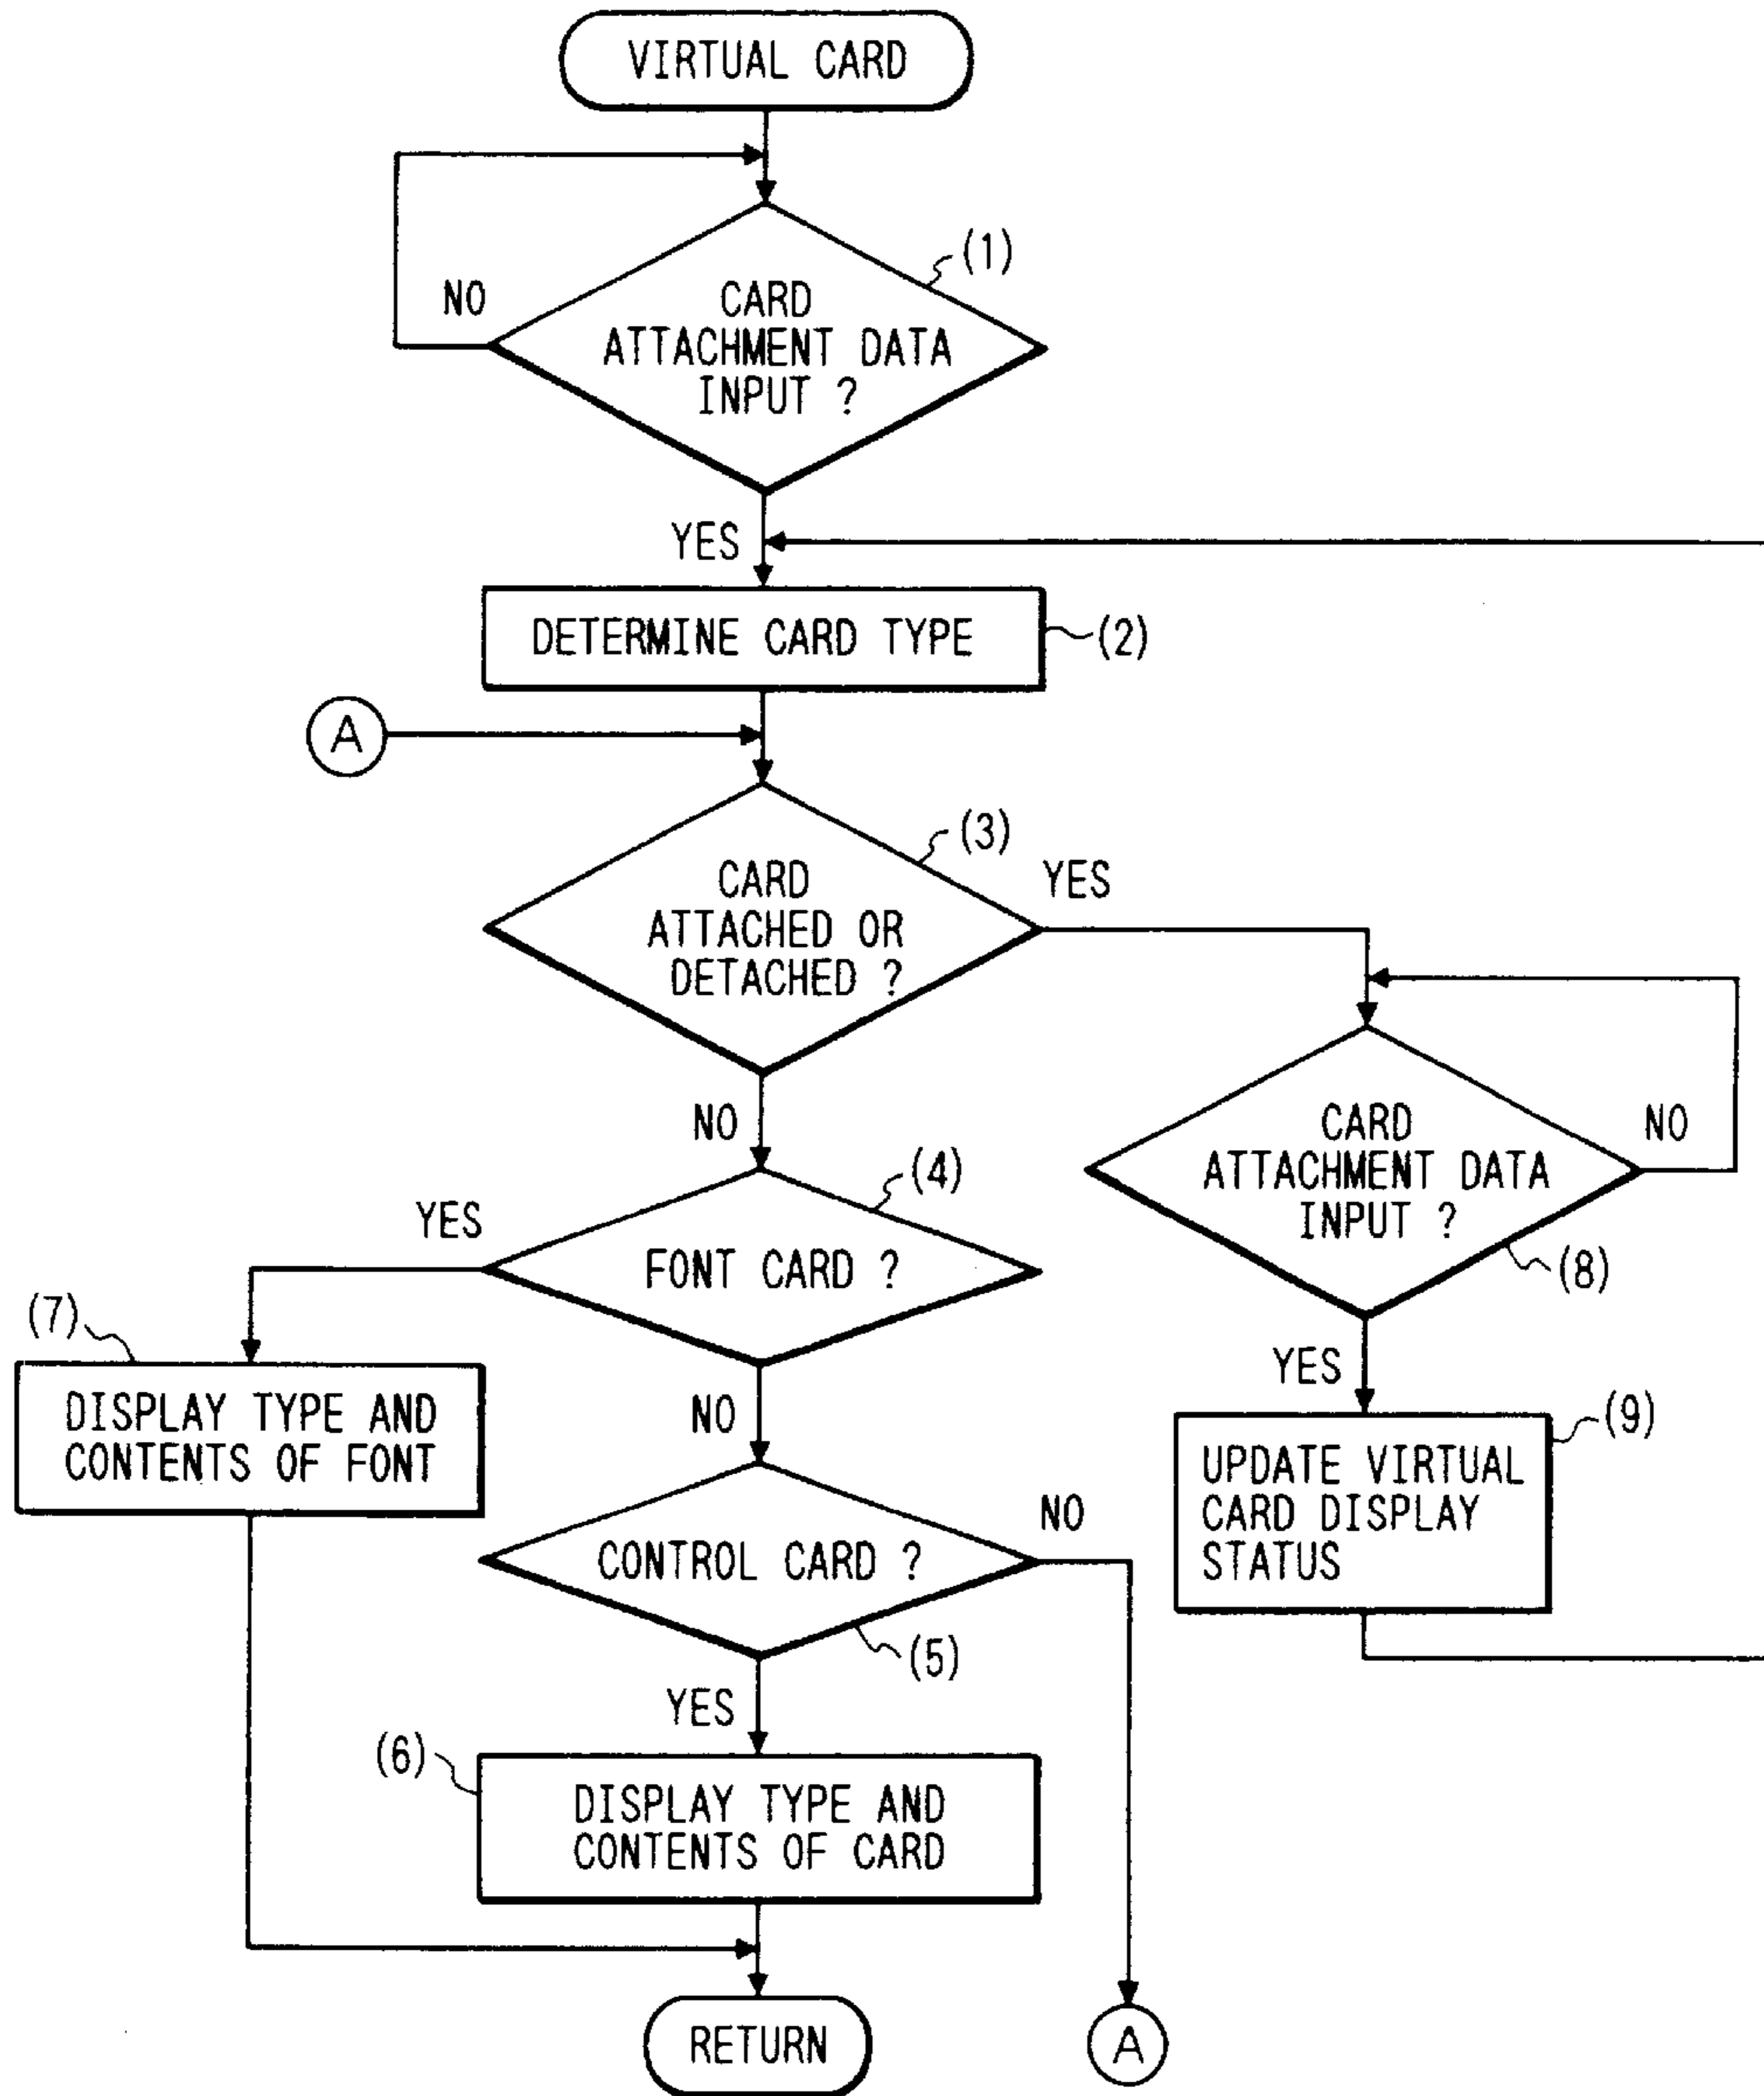 VIRTUAL CARD
(1)
NO
CARD
ATTACHMENT DATA
INPUT ?
YES
DETERMINE CARD TYPE
(2)
A
(3)
CARD
ATTACHED OR
DETACHED ?
YES
NO
CARD
ATTACHMENT DATA
INPUT ?
NO
(8)
(4)
YES
FONT CARD ?
(7)
DISPLAY TYPE AND
CONTENTS OF FONT
NO
YES
(9)
UPDATE VIRTUAL
CARD DISPLAY
STATUS
CONTROL CARD ?
NO
(5)
YES
(6)
DISPLAY TYPE AND
CONTENTS OF CARD
RETURN
A